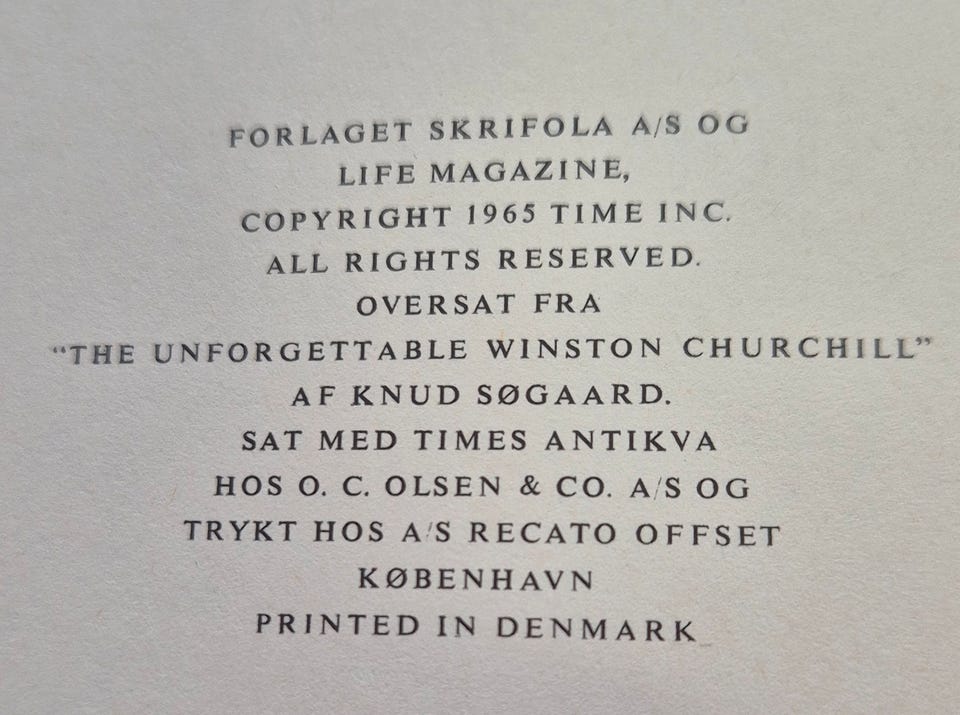 FORLAGET SKRIFOLA A/S OG
LIFE MAGAZINE,
COPYRIGHT 1965 TIME INC.
ALL RIGHTS RESERVED.
OVERSAT FRA
“THE UNFORGETTABLE WINSTON CHURCHILL”
AF KNUD SØGAARD.
SAT MED TIMES ANTIKVA
HOS O. C. OLSEN & CO. A/S OG
TRYKT HOS A/S RECATO OFFSET
KØBENHAVN
PRINTED IN DENMARK